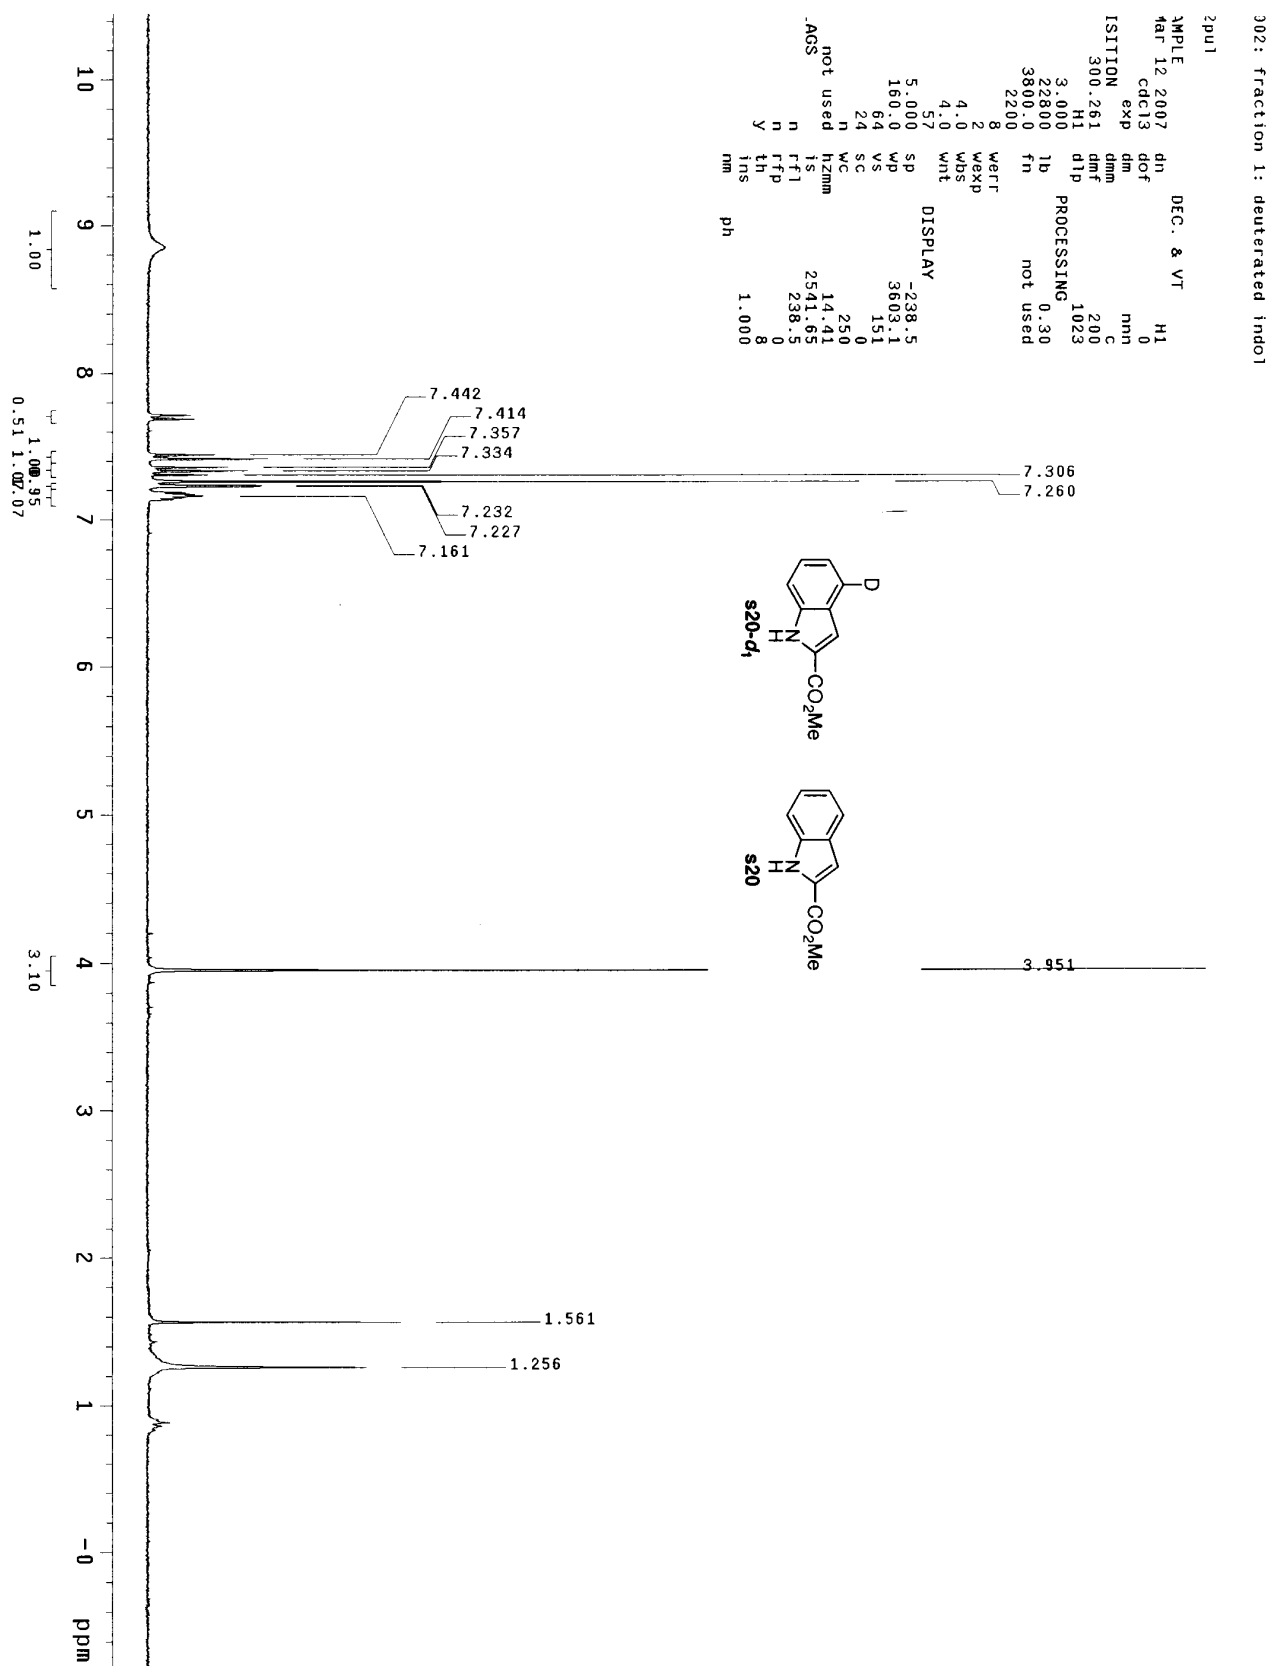 302: fraction 1: deuterated indol
2pul
AMPLE DEC. & VT
Mar 12 2007 dn H1
cdcl3 dof 0
exp dm nnn
ISITION dmm c
300.261 dmf 200
H1 dlp 1023
3.000 PROCESSING
22800 lb 0.30
3800.0 fn not used
2200
8 werr
2 wexp
4.0 wbs
4.0 wnt
57
DISPLAY
5.000 sp -238.5
160.0 wp 3603.1
64 vs 151
24 sc 0
n wc 250
not used hzmm 14.41
is 2541.65
.AGS rfl 238.5
n rfp 0
n th 8
y ins 1.000
nm ph
7.442
7.414
7.357
7.334
7.306
7.260
7.232
7.227
7.161
D
N
H
CO2Me
s20-d1
N
H
CO2Me
s20
3.951
1.561
1.256
10 9 8 7 6 5 4 3 2 1 -0 ppm
1.00
0.51
1.00
0.95
3.10